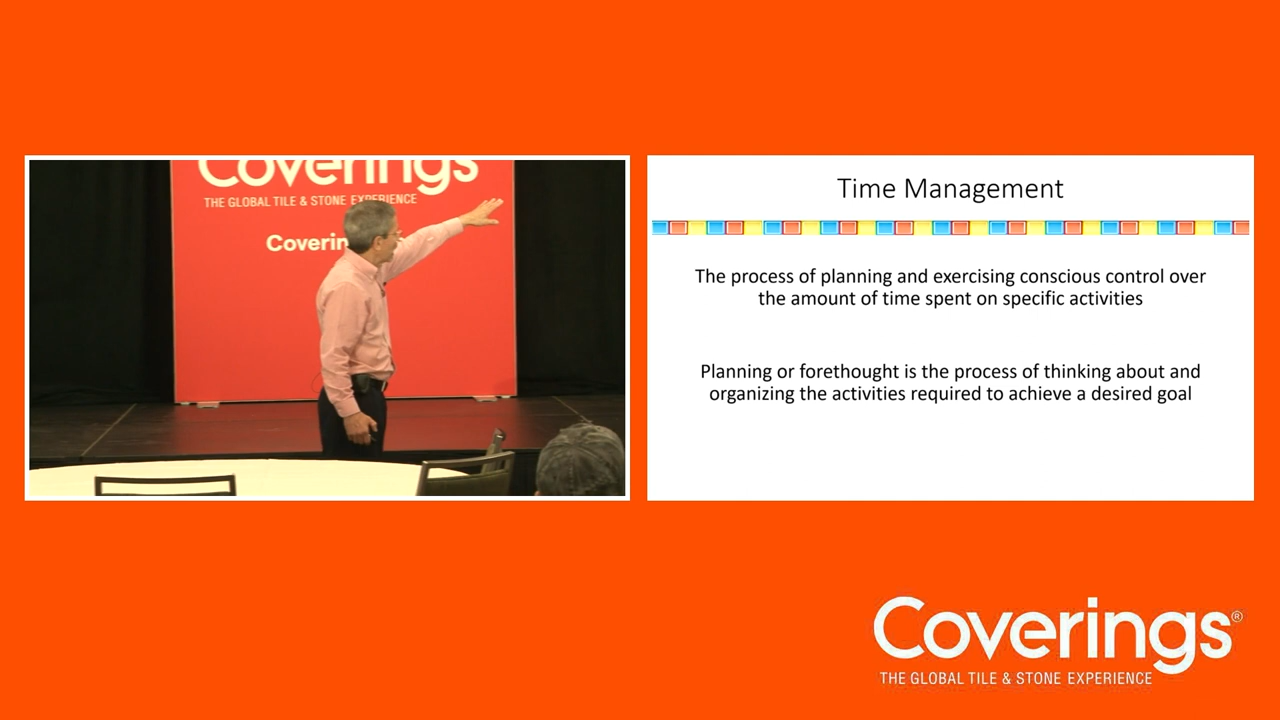 Coverings
THE GLOBAL TILE & STONE EXPERIENCE
Time Management
The process of planning and exercising conscious control over
the amount of time spent on specific activities
Planning or forethought is the process of thinking about and
organizing the activities required to achieve a desired goal
Coverings®
THE GLOBAL TILE & STONE EXPERIENCE